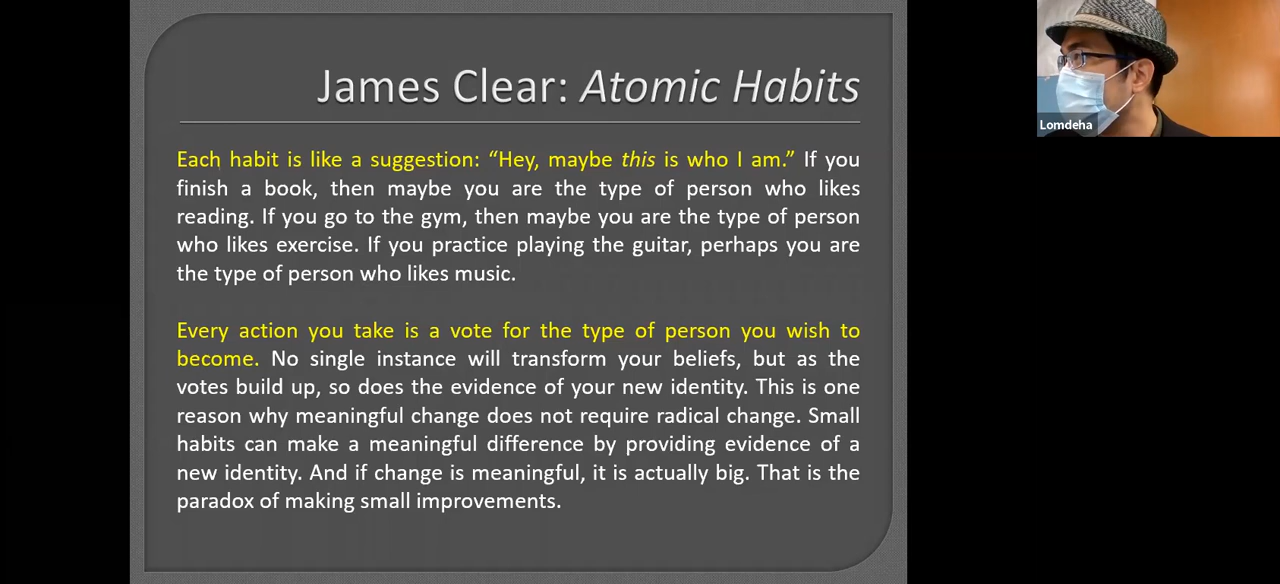 James Clear: Atomic Habits
Each habit is like a suggestion: “Hey, maybe this is who I am.” If you
finish a book, then maybe you are the type of person who likes
reading. If you go to the gym, then maybe you are the type of person
who likes exercise. If you practice playing the guitar, perhaps you are
the type of person who likes music.
Every action you take is a vote for the type of person you wish to
become. No single instance will transform your beliefs, but as the
votes build up, so does the evidence of your new identity. This is one
reason why meaningful change does not require radical change. Small
habits can make a meaningful difference by providing evidence of a
new identity. And if change is meaningful, it is actually big. That is the
paradox of making small improvements.
Lomdeha